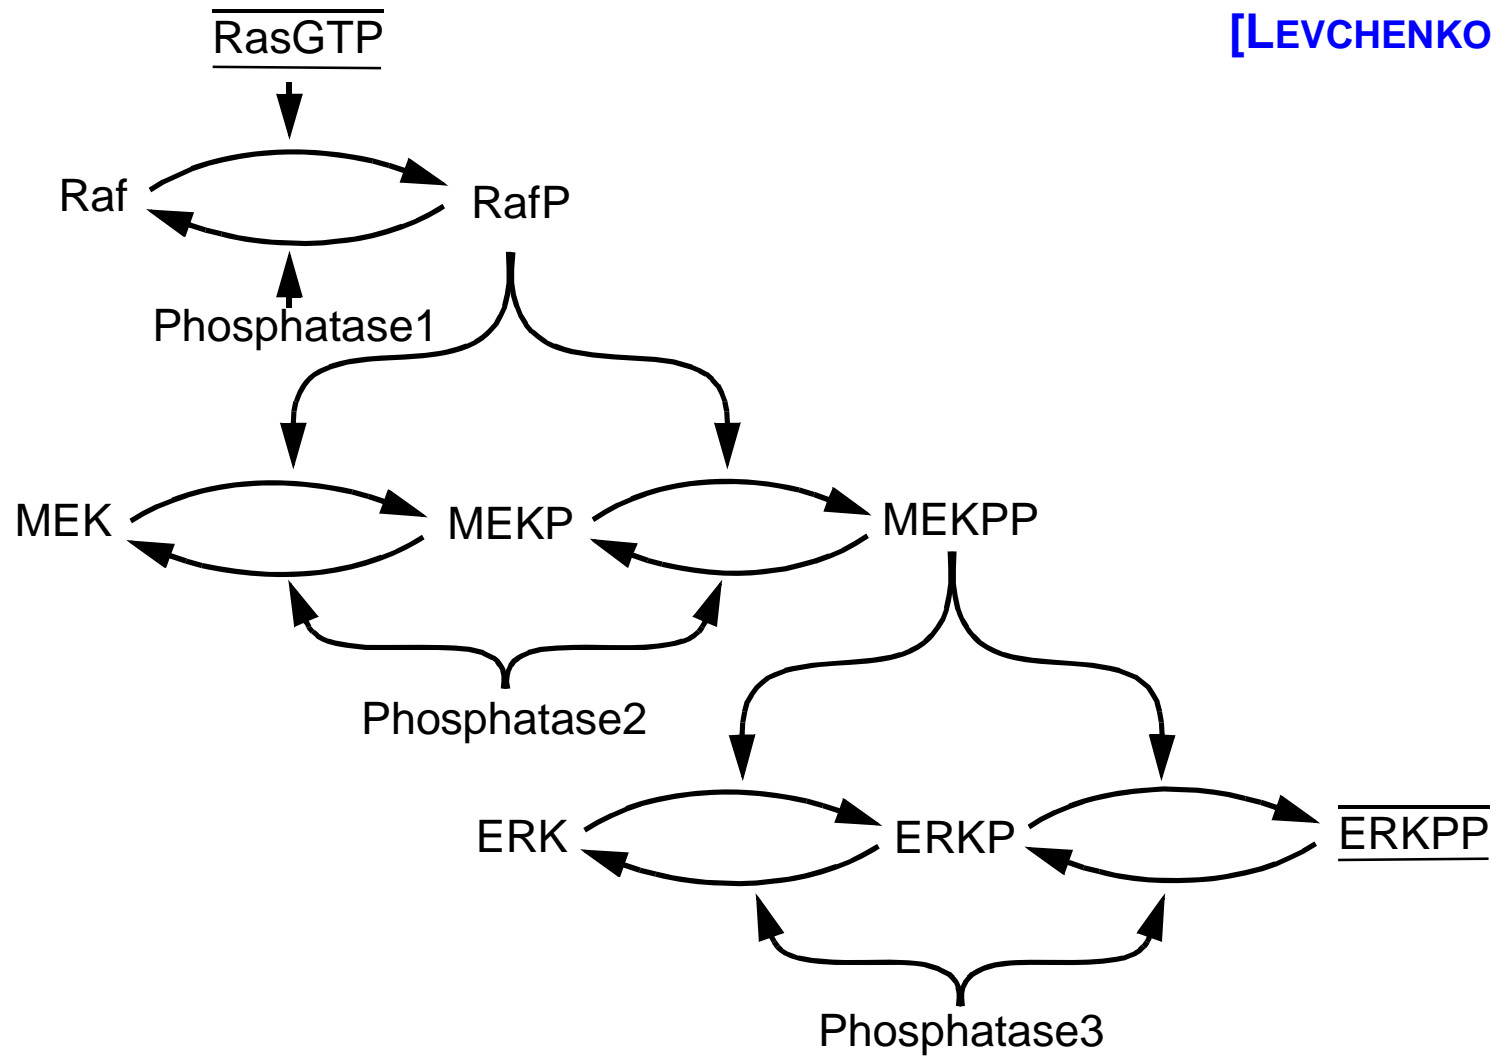 RasGTP
[LEVCHENKO
Raf
RafP
Phosphatase1
MEK
MEKP
MEKPP
Phosphatase2
ERK
ERKP
ERKPP
Phosphatase3